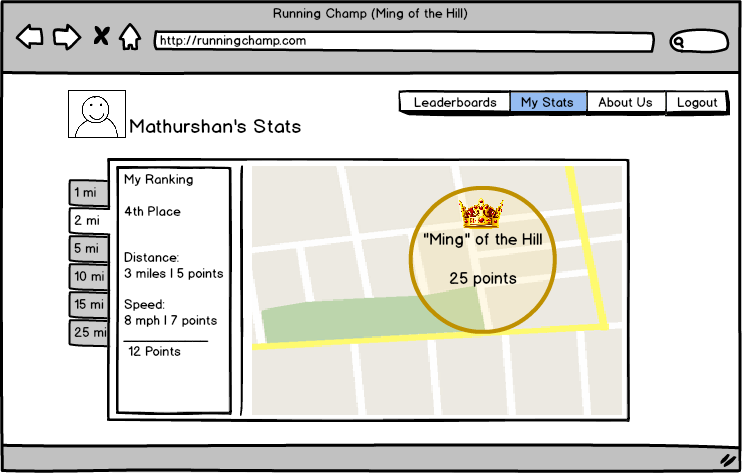 Running Champ (Ming of the Hill)
http://runningchamp.com
Leaderboards
My Stats
About Us
Logout
Mathurshan's Stats
1 mi
2 mi
5 mi
10 mi
15 mi
25 mi
My Ranking
4th Place
Distance:
3 miles | 5 points
Speed:
8 mph | 7 points
12 Points
"Ming" of the Hill
25 points